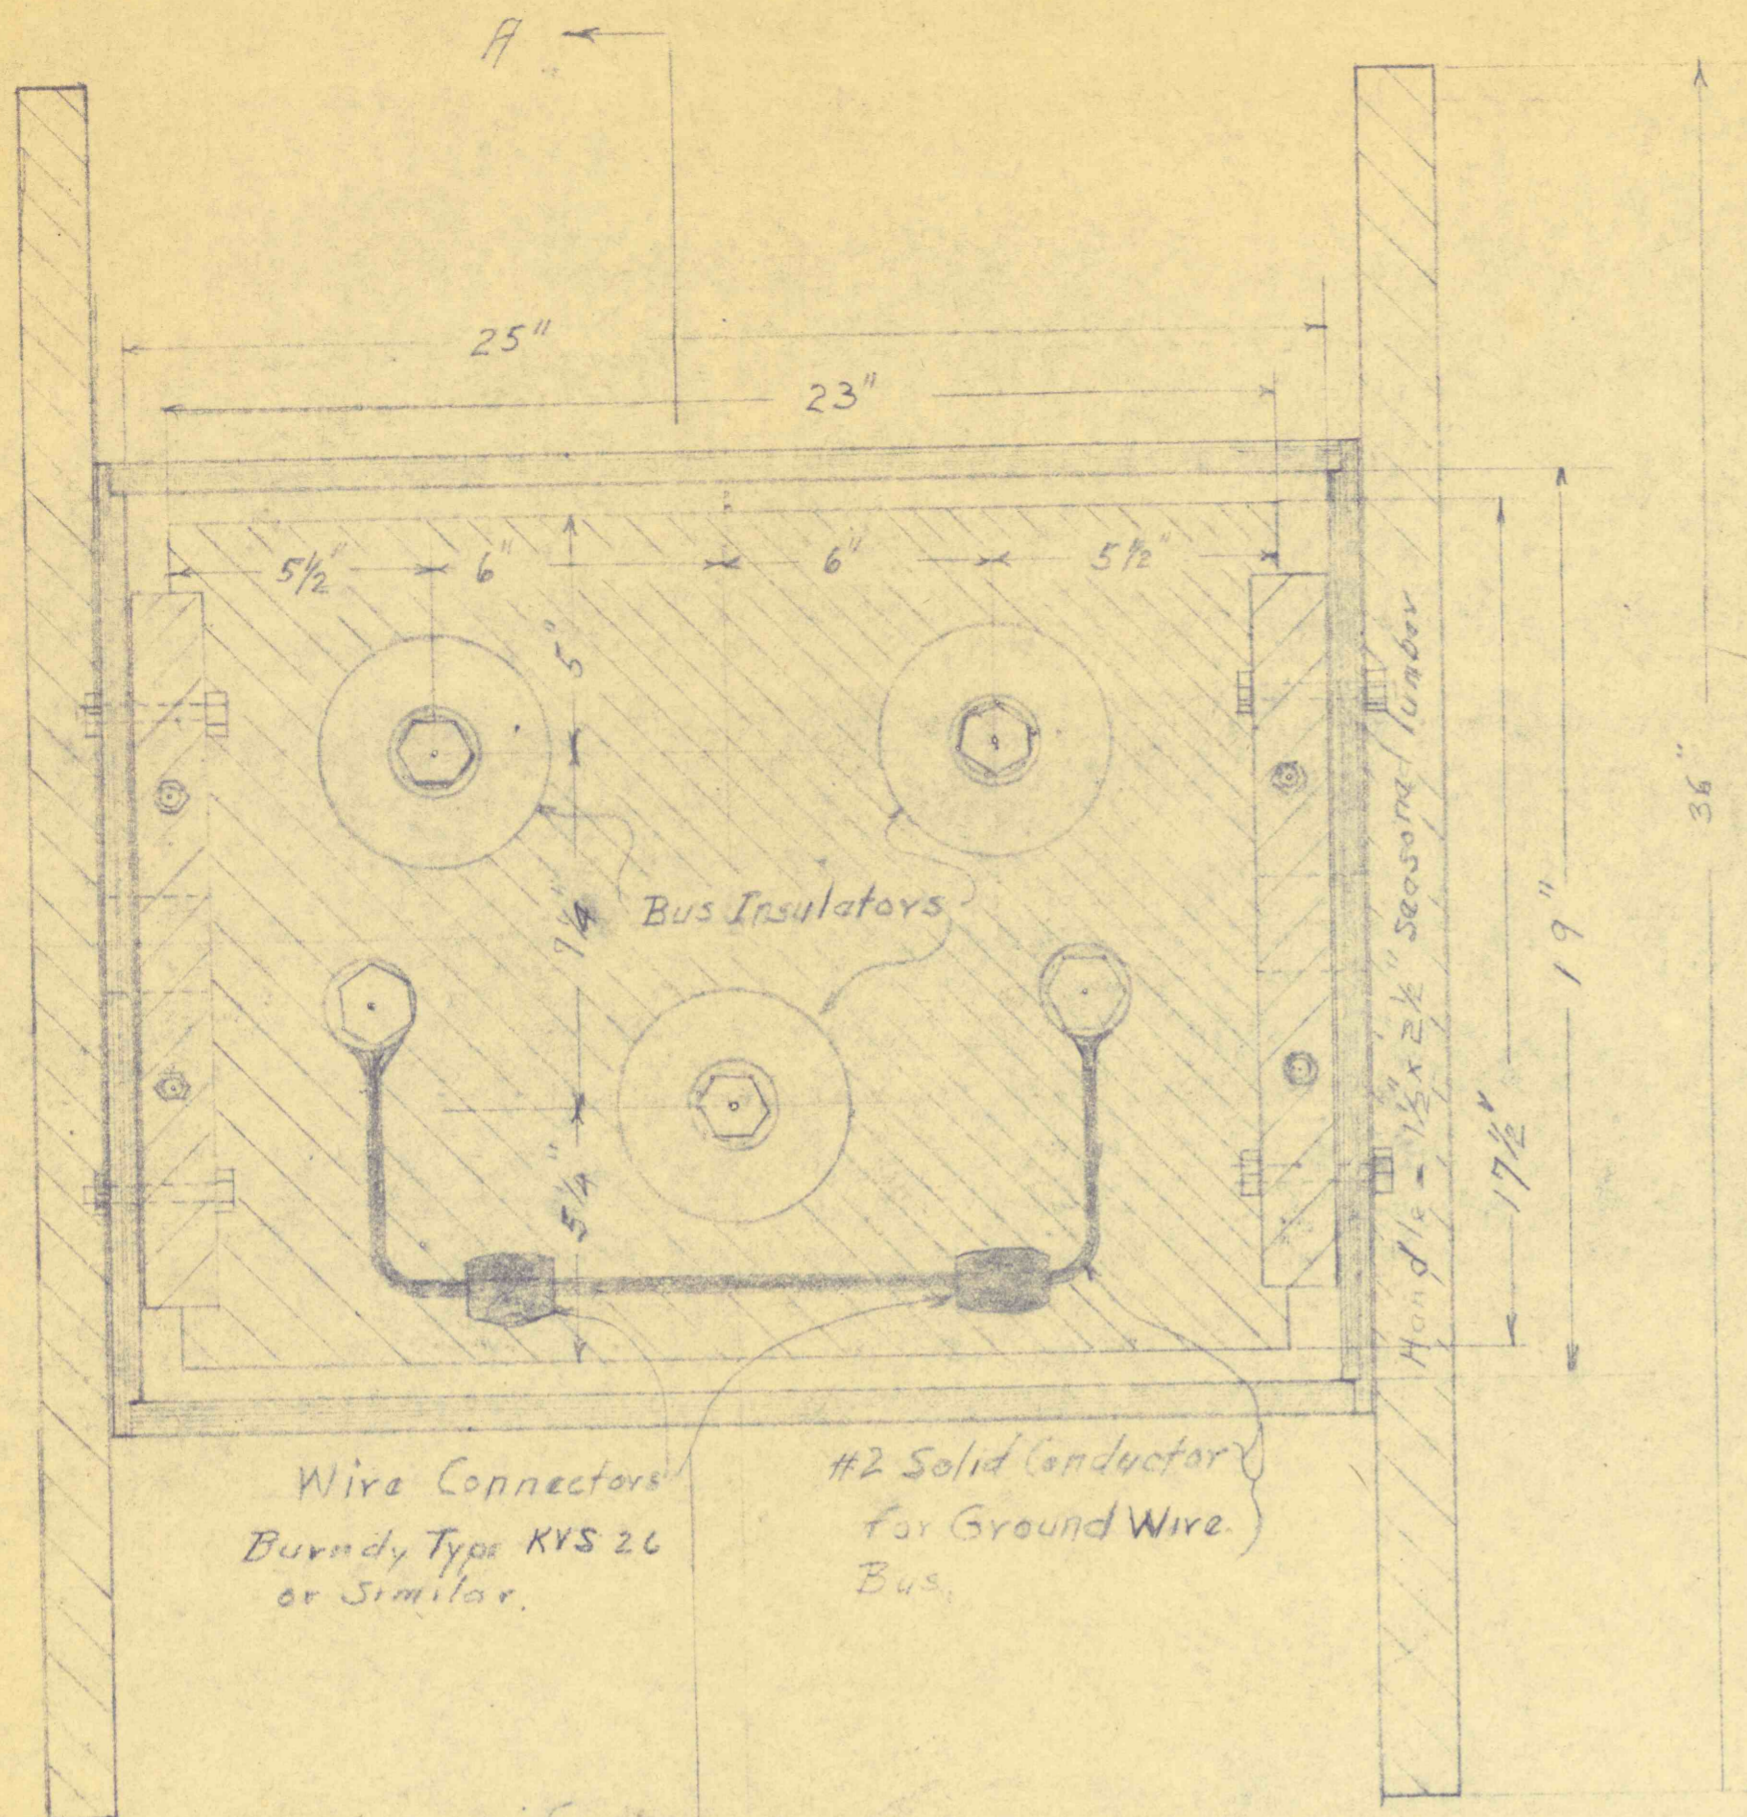 A
25"
23"
5½" 6" 6" 5½"
5"
7¼"
5¼"
Bus Insulators
Handle - 1½" x 2½" Seasoned lumber
17½"
19"
36"
Wire Connectors
Burndy Type KVS 26
or Similar.
#2 Solid Conductor
for Ground Wire
Bus.